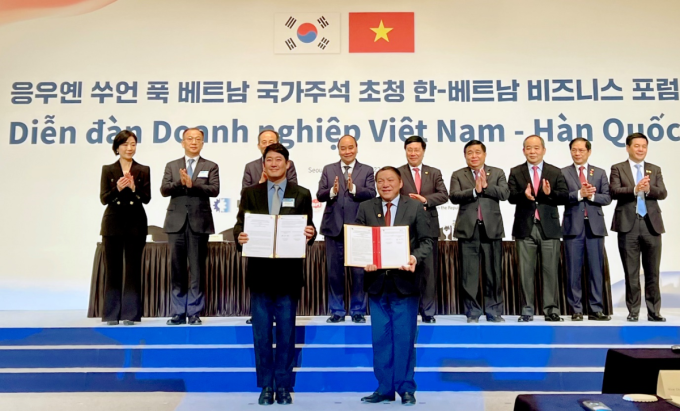 응우옌 쑤언 푹 베트남 국가주석 초청 한-베트남 비즈니스 포럼
Diễn đàn Doanh nghiệp Việt Nam - Hàn Quốc
Seoul